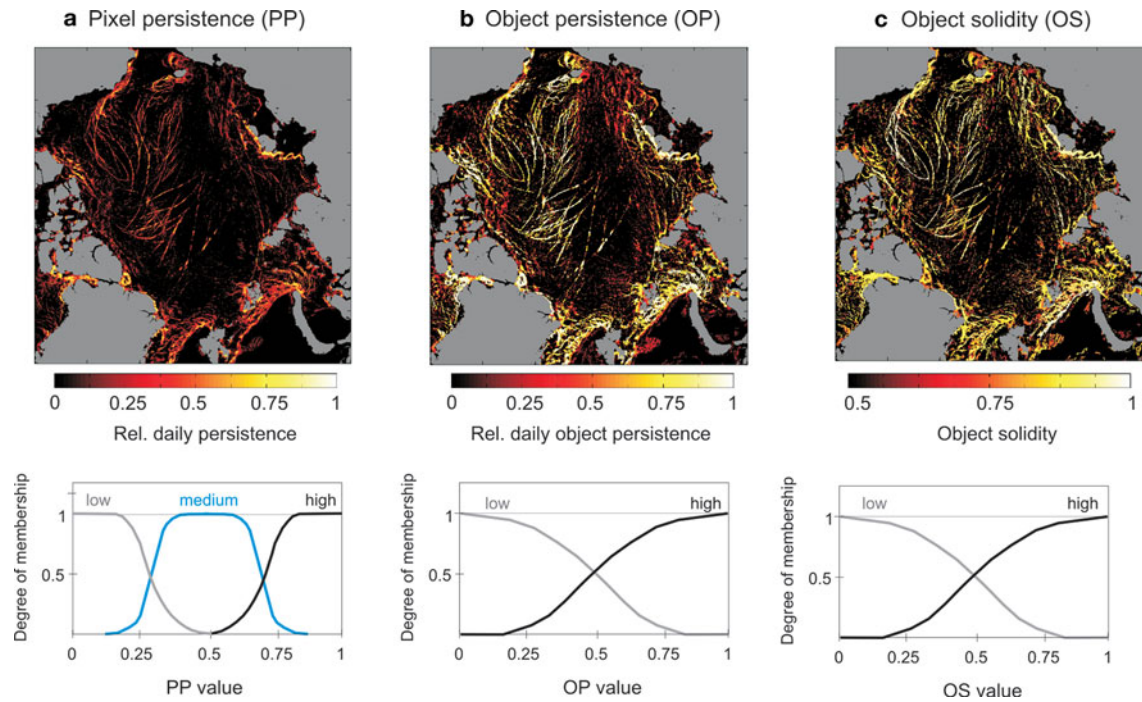 a Pixel persistence (PP)
b Object persistence (OP)
c Object solidity (OS)
0 0.25 0.5 0.75 1
Rel. daily persistence
0 0.25 0.5 0.75 1
Rel. daily object persistence
0.5 0.75 1
Object solidity
Degree of membership
low medium high
1
0.5
0 0.25 0.5 0.75 1
PP value
Degree of membership
low high
1
0.5
0 0.25 0.5 0.75 1
OP value
Degree of membership
low high
1
0.5
0 0.25 0.5 0.75 1
OS value